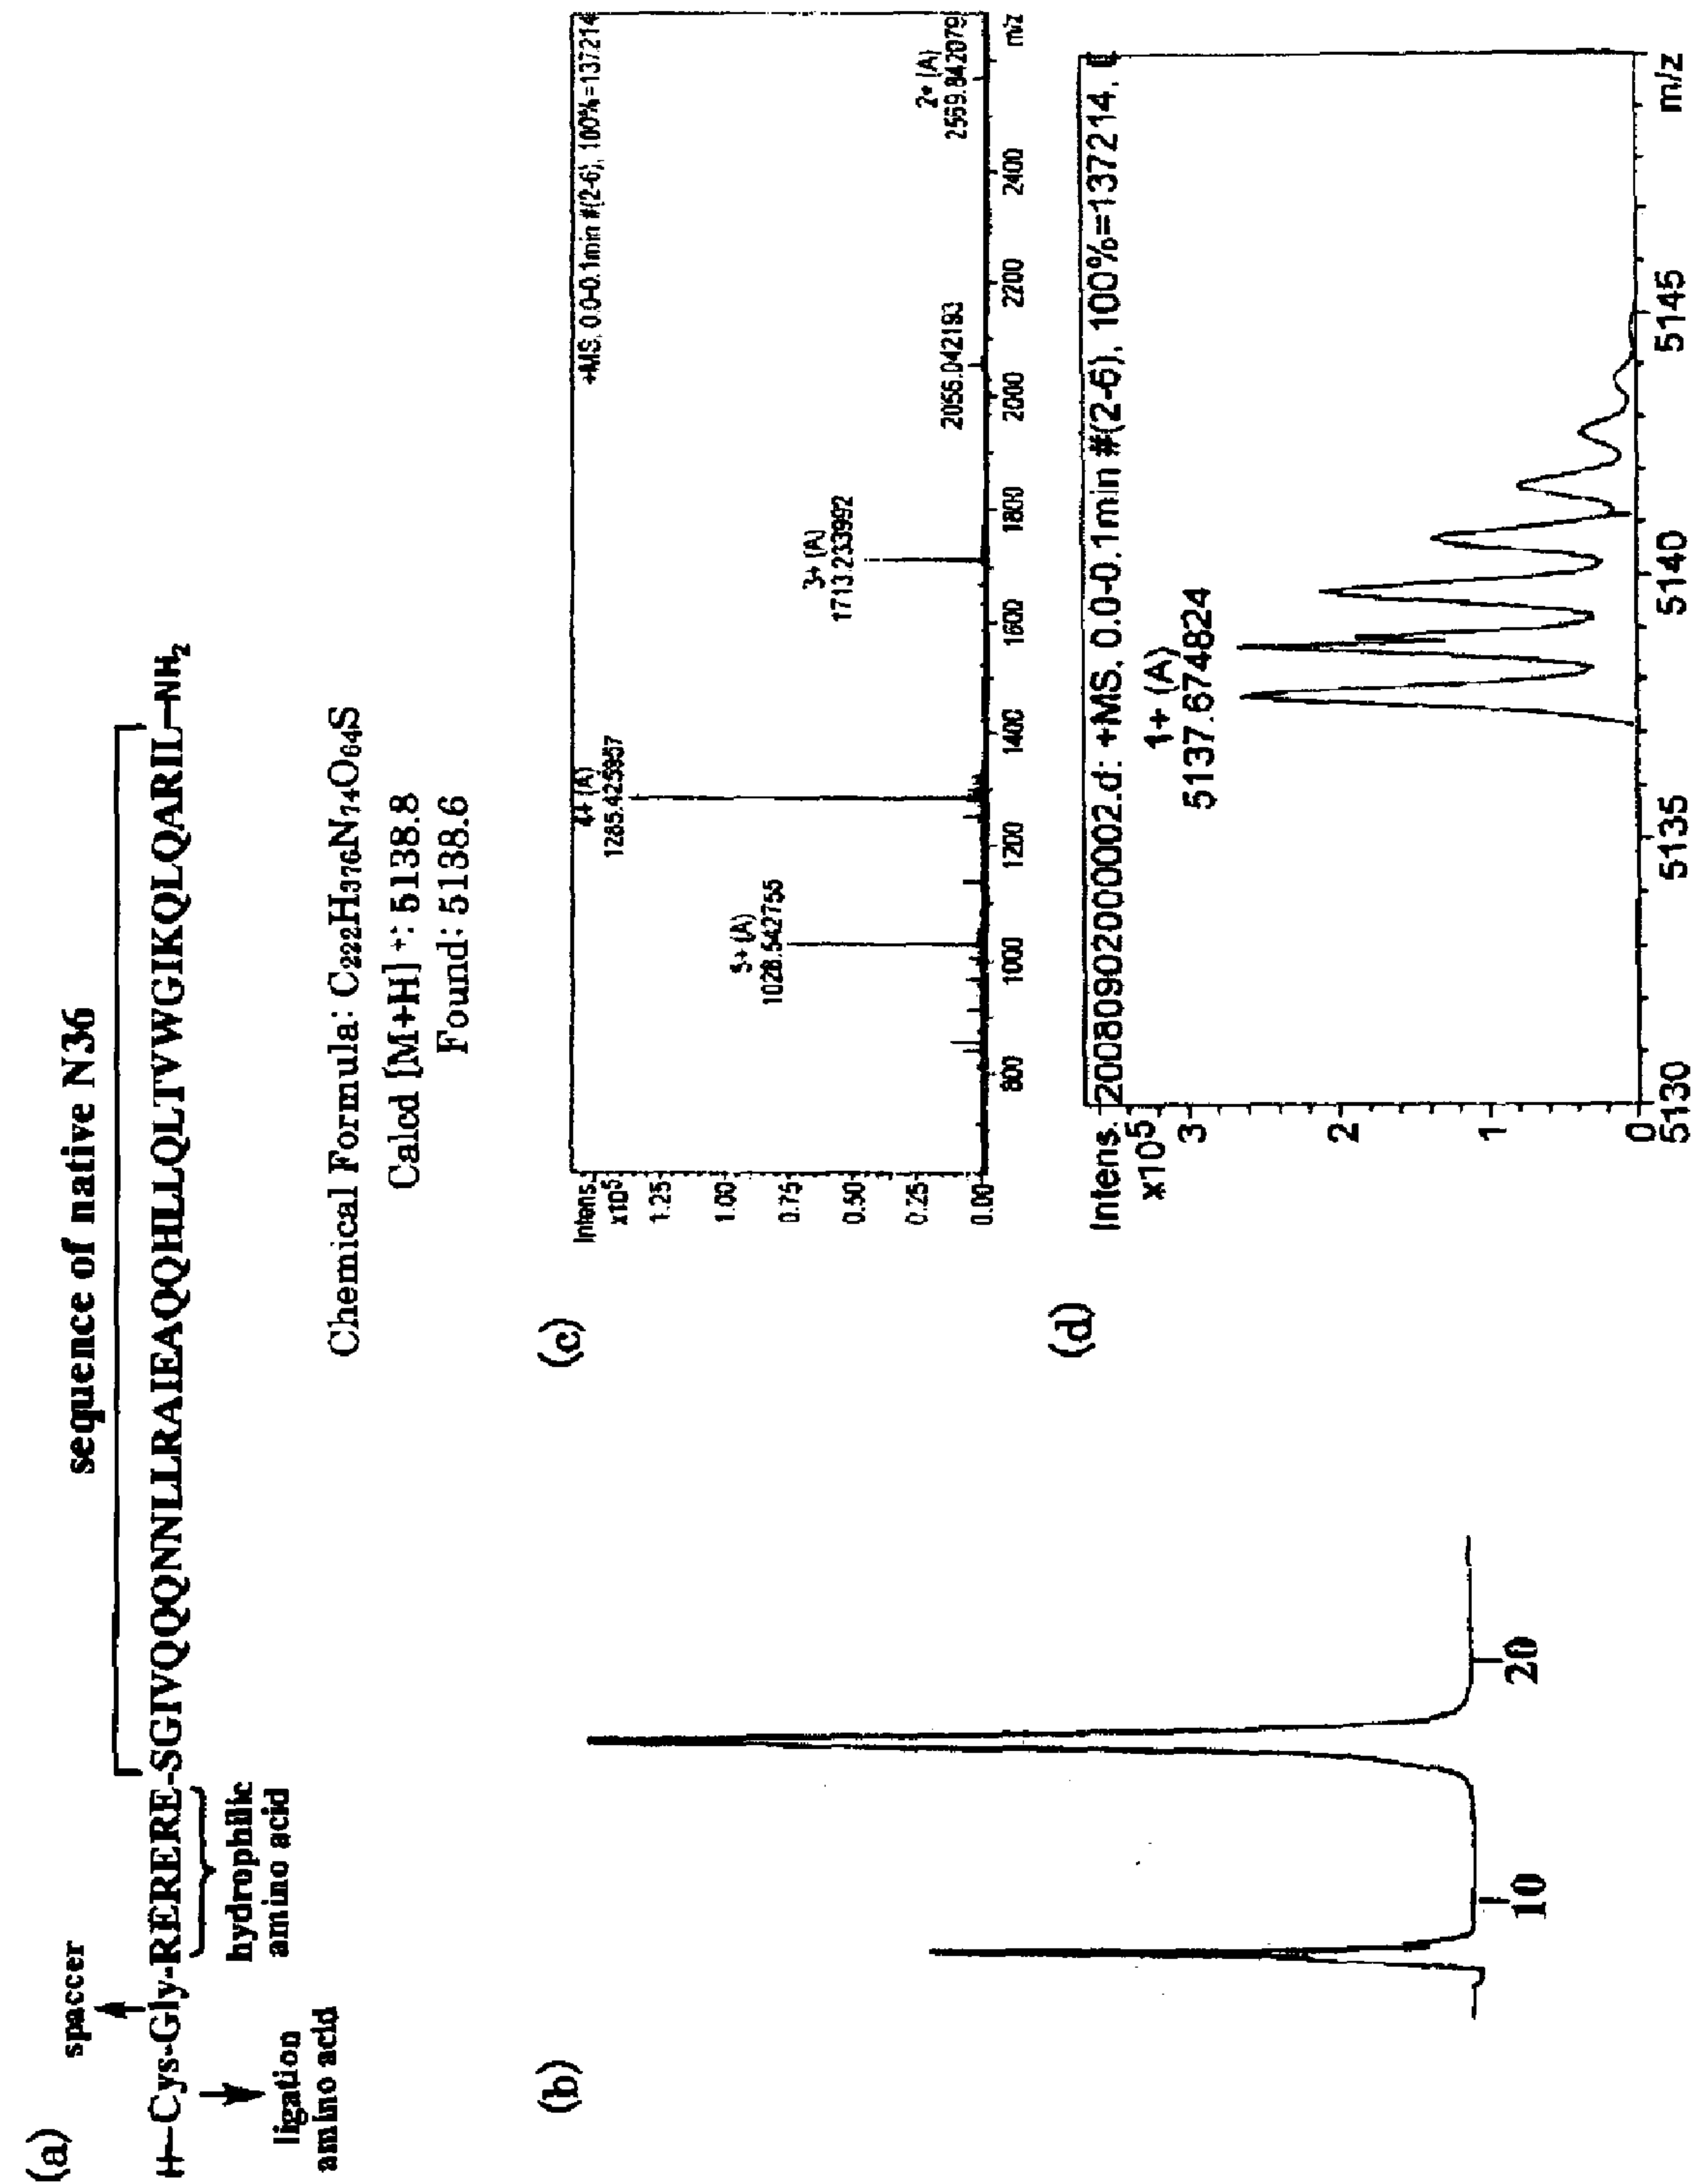 (a)
sequence of native N36
spacer
H–Cys-Gly-RERERE-SGIVQQQNNLLRAIEAQQHLLQLTVWGIKQLQARIL–NH2
ligation
amino acid
hydrophilic
amino acid
Chemical Formula: C222H376N74O64S
Calcd [M+H]+: 5138.8
Found: 5138.6
(b)
10
20
(c)
Intens.
x10^5
1.25
1.00
0.75
0.50
0.25
0.00
+MS, 0.0-0.1min #(2-6), 100%=137214
5+ (A)
1028.542755
4+ (A)
3+ (A)
1713.233992
2056.042193
2+ (A)
2569.842079
800
1000
1200
1400
1600
1800
2000
2200
2400
m/z
(d)
Intens.
x10^5
3
2
1
0
20080902000002.d: +MS, 0.0-0.1min #(2-6), 100%=137214,
1+ (A)
5137.674824
5130
5135
5140
5145
m/z